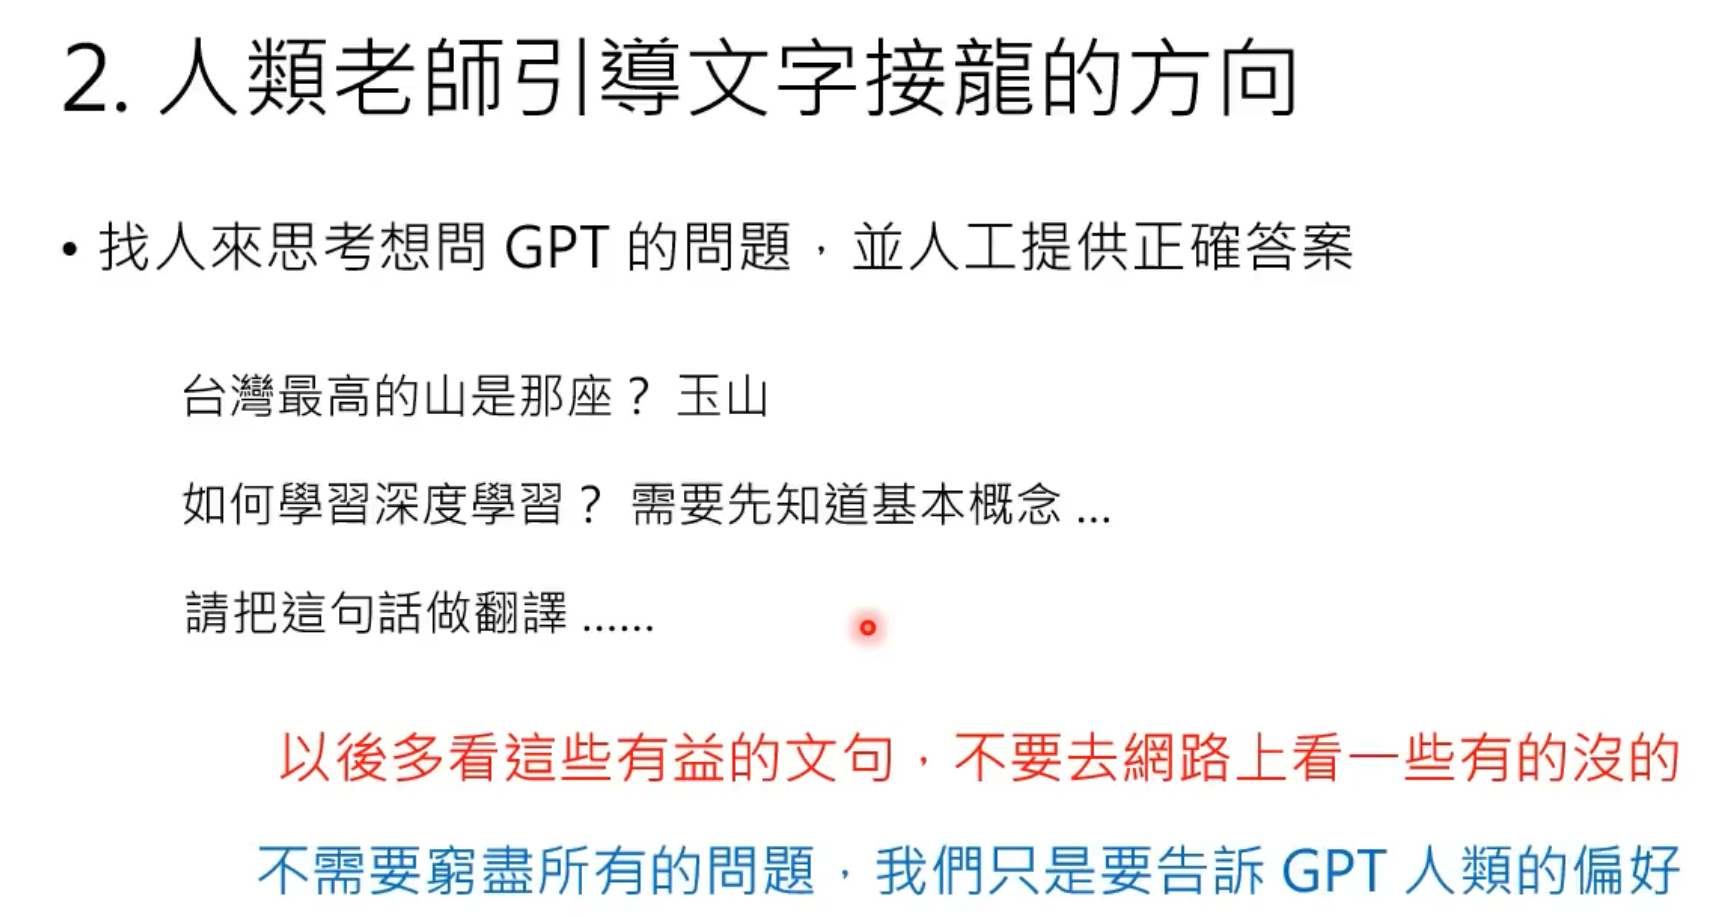 2. 人類老師引導文字接龍的方向
• 找人來思考想問 GPT 的問題，並人工提供正確答案
台灣最高的山是那座？ 玉山
如何學習深度學習？ 需要先知道基本概念 ...
請把這句話做翻譯 ......
以後多看這些有益的文句，不要去網路上看一些有的沒的
不需要窮盡所有的問題，我們只是要告訴 GPT 人類的偏好